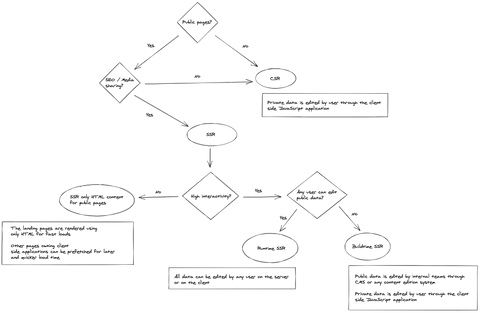 Public pages?
Yes
No
SEO / Media
sharing?
No
CSR
Private data is edited by user through the client
side JavaScript application
Yes
SSR
SSR only HTML content
for public pages
No
High interactivity?
Yes
Any user can edit
public data?
The landing pages are rendered using
only HTML for fast loads
Other pages coming client
side applications can be prefetched for later
and quicker load time
Yes
No
Runtime SSR
Buildtime SSR
All data can be edited by any user on the server
or on the client
Public data is edited by internal teams through
CMS or any content edition system
Private data is edited by user through the client
side JavaScript application